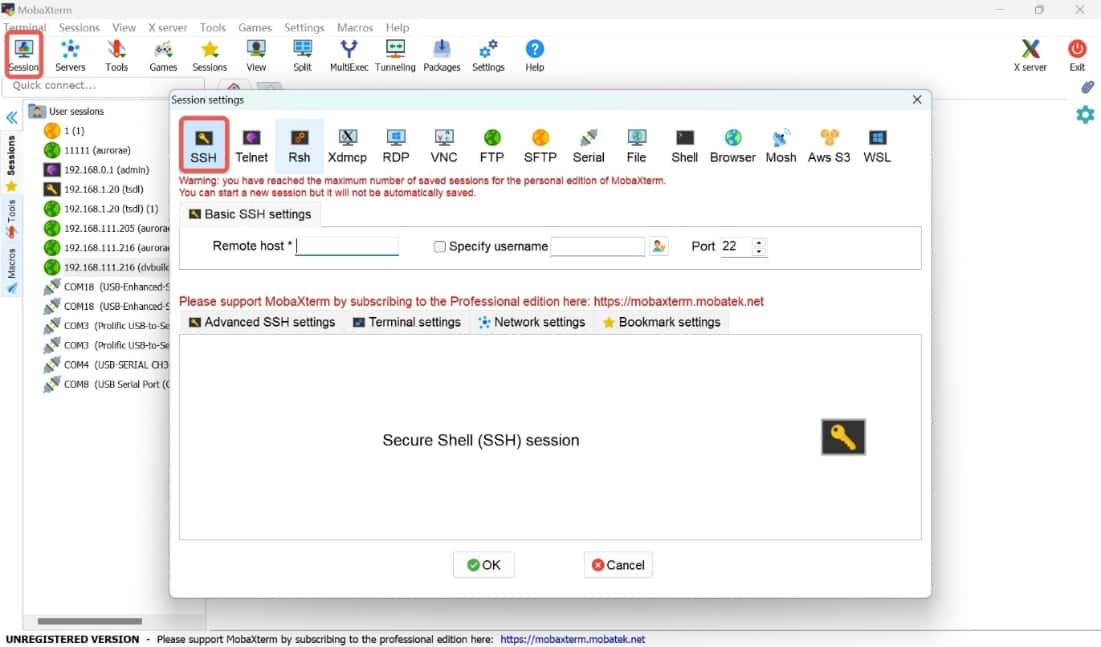 MobaXterm
Terminal Sessions View X server Tools Games Settings Macros Help
Session Servers Tools Games Sessions View Split MultiExec Tunneling Packages Settings Help X server Exit
Quick connect...
Session settings
User sessions
1 (1)
11111 (aurorae)
192.168.0.1 (admin)
192.168.1.20 (tsdl)
192.168.1.20 (tsdl) (1)
192.168.111.205 (aurora
192.168.111.216 (aurora
192.168.111.216 (dvbuild
COM18 (USB-Enhanced-S
COM18 (USB-Enhanced-S
COM3 (Prolific USB-to-Se
COM3 (Prolific USB-to-Se
COM4 (USB-SERIAL CH3
COM8 (USB Serial Port (C
Sessions
Tools
Macros
SSH Telnet Rsh Xdmcp RDP VNC FTP SFTP Serial File Shell Browser Mosh Aws S3 WSL
Warning: you have reached the maximum number of saved sessions for the personal edition of MobaXterm.
You can start a new session but it will not be automatically saved.
Basic SSH settings
Remote host * Specify username Port 22
Please support MobaXterm by subscribing to the Professional edition here: https://mobaxterm.mobatek.net
Advanced SSH settings Terminal settings Network settings Bookmark settings
Secure Shell (SSH) session
OK Cancel
UNREGISTERED VERSION - Please support MobaXterm by subscribing to the professional edition here: https://mobaxterm.mobatek.net